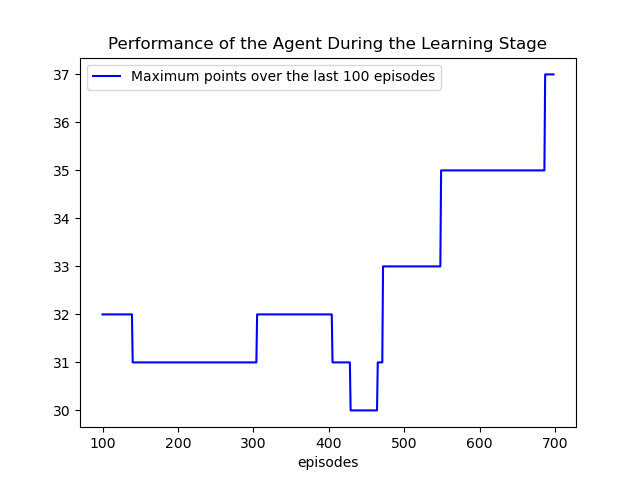 Performance of the Agent During the Learning Stage
Maximum points over the last 100 episodes
37
36
35
34
33
32
31
30
100 200 300 400 500 600 700
episodes